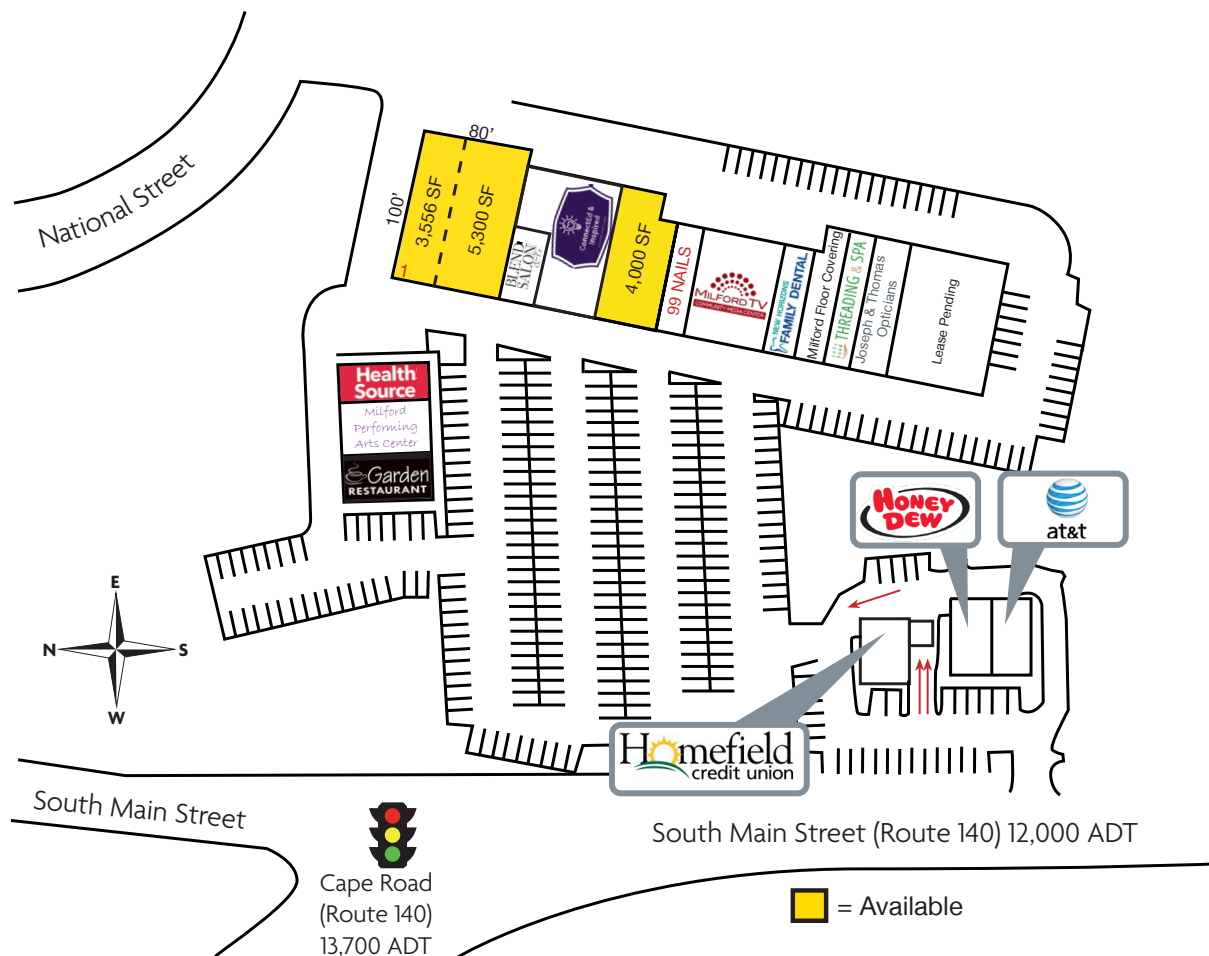 National Street
80'
100'
3,556 SF
5,300 SF
1
BLEND
SALON
ConnectEd &
Inspired
4,000 SF
99 NAILS
MILFORD TV
COMMUNITY MEDIA CENTER
NEW HORIZONS
FAMILY DENTAL
Milford Floor Covering
THREADING & SPA
Joseph & Thomas
Opticians
Lease Pending
Health
Source
Milford
Performing
Arts Center
Garden
RESTAURANT
HONEY
DEW
at&t
E
N
S
W
Homefield
credit union
South Main Street
South Main Street (Route 140) 12,000 ADT
Cape Road
(Route 140)
13,700 ADT
= Available